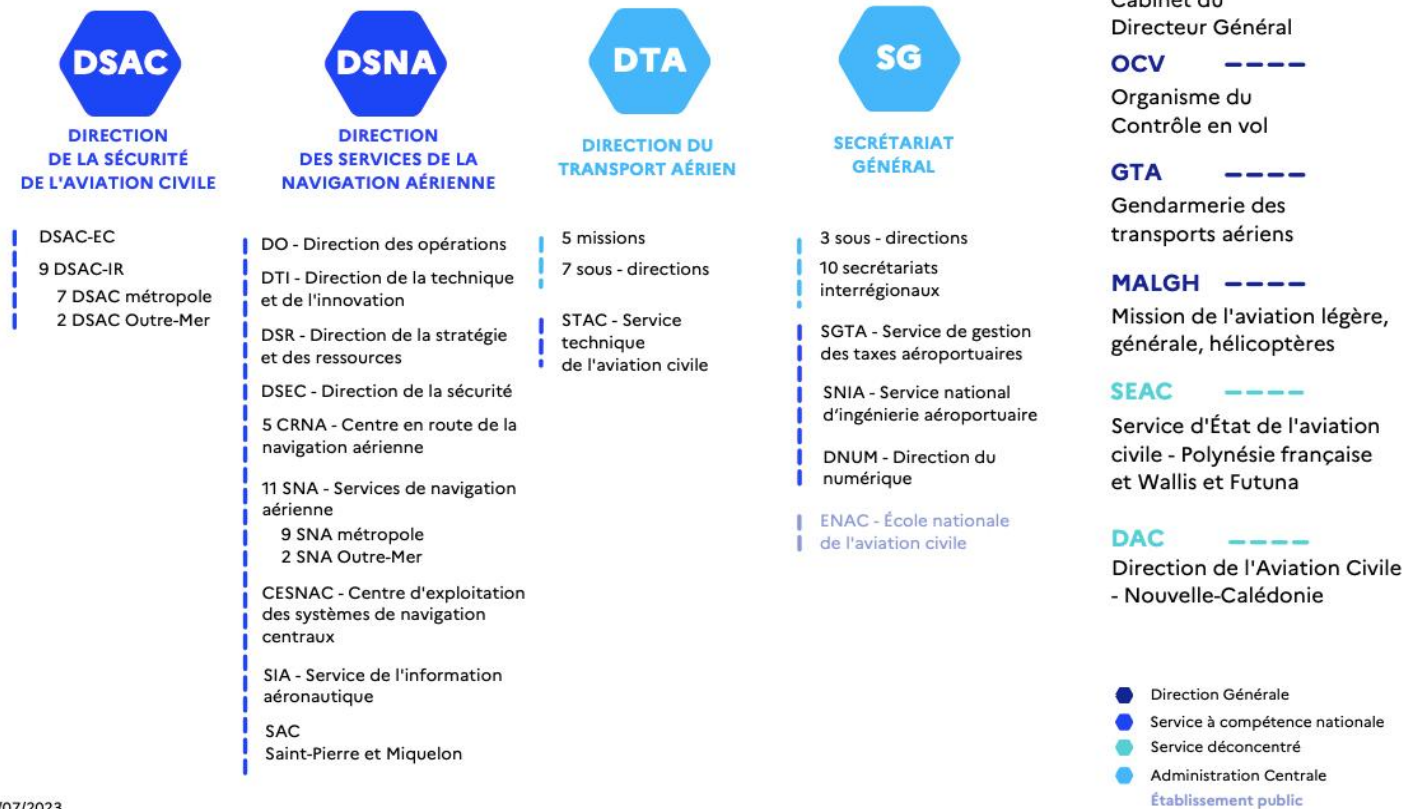 DSAC
DIRECTION
DE LA SÉCURITÉ
DE L'AVIATION CIVILE
DSAC-EC
9 DSAC-IR
7 DSAC métropole
2 DSAC Outre-Mer
DSNA
DIRECTION
DES SERVICES DE LA
NAVIGATION AÉRIENNE
DO - Direction des opérations
DTI - Direction de la technique
et de l'innovation
DSR - Direction de la stratégie
et des ressources
DSEC - Direction de la sécurité
5 CRNA - Centre en route de la
navigation aérienne
11 SNA - Services de navigation
aérienne
9 SNA métropole
2 SNA Outre-Mer
CESNAC - Centre d'exploitation
des systèmes de navigation
centraux
SIA - Service de l'information
aéronautique
SAC
Saint-Pierre et Miquelon
DTA
DIRECTION DU
TRANSPORT AÉRIEN
5 missions
7 sous - directions
STAC - Service
technique
de l'aviation civile
SG
SECRÉTARIAT
GÉNÉRAL
3 sous - directions
10 secrétariats
interrégionaux
SGTA - Service de gestion
des taxes aéroportuaires
SNIA - Service national
d'ingénierie aéroportuaire
DNUM - Direction du
numérique
ENAC - École nationale
de l'aviation civile
Cabinet du
Directeur Général
OCV
Organisme du
Contrôle en vol
GTA
Gendarmerie des
transports aériens
MALGH
Mission de l'aviation légère,
générale, hélicoptères
SEAC
Service d'État de l'aviation
civile - Polynésie française
et Wallis et Futuna
DAC
Direction de l'Aviation Civile
- Nouvelle-Calédonie
Direction Générale
Service à compétence nationale
Service déconcentré
Administration Centrale
Établissement public
/07/2023